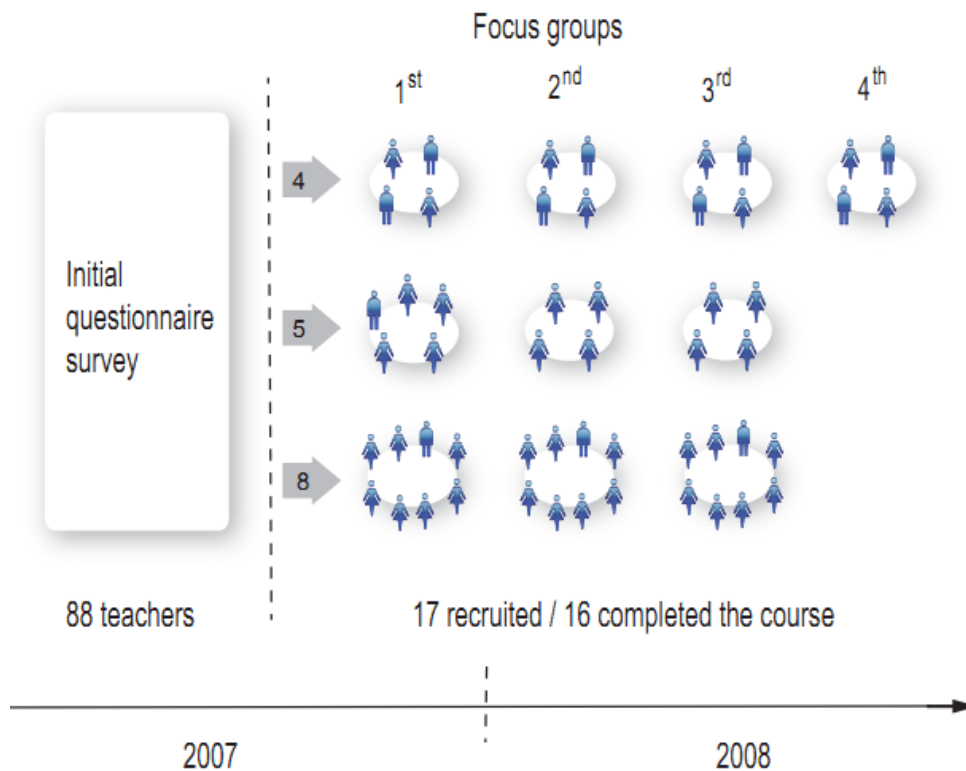 Focus groups
1st 2nd 3rd 4th
4
Initial
questionnaire
survey
5
8
88 teachers 17 recruited / 16 completed the course
2007 2008